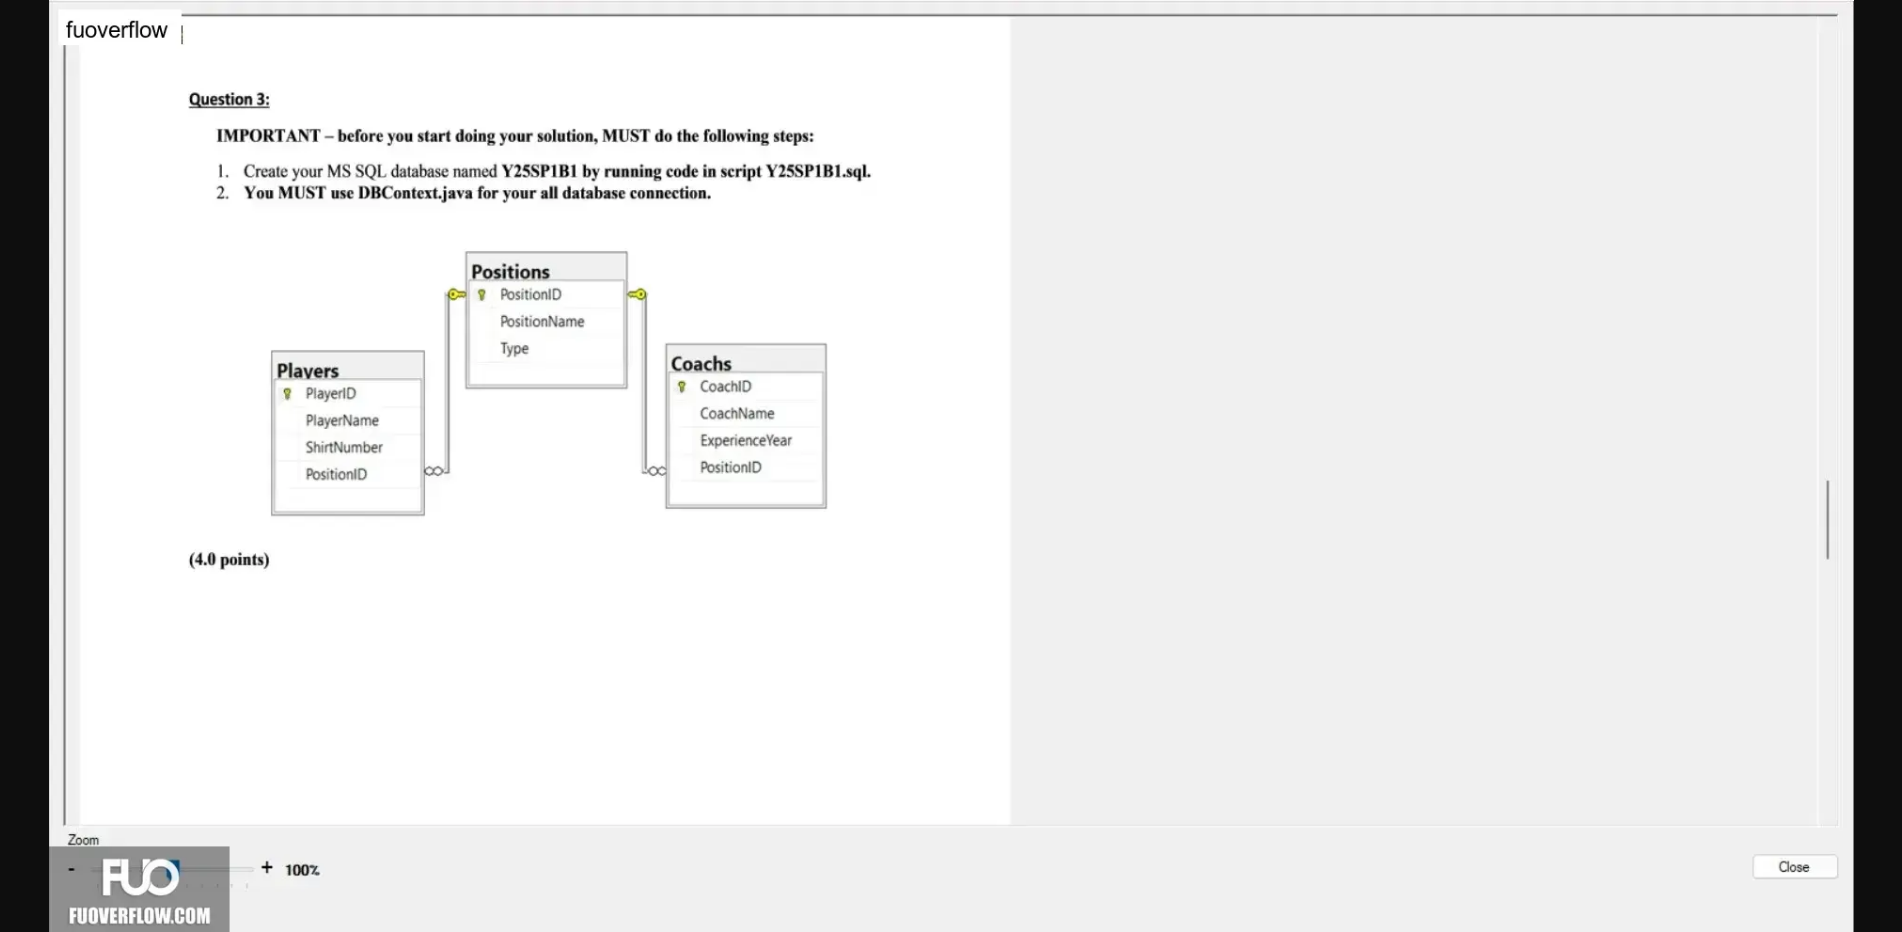 fuoverflow
Question 3:
IMPORTANT – before you start doing your solution, MUST do the following steps:
1. Create your MS SQL database named Y25SP1B1 by running code in script Y25SP1B1.sql.
2. You MUST use DBContext.java for your all database connection.
Positions
PositionID
PositionName
Type
Players
PlayerID
PlayerName
ShirtNumber
PositionID
Coachs
CoachID
CoachName
ExperienceYear
PositionID
(4.0 points)
Zoom
- + 100%
Close
FUO
FUOVERFLOW.COM